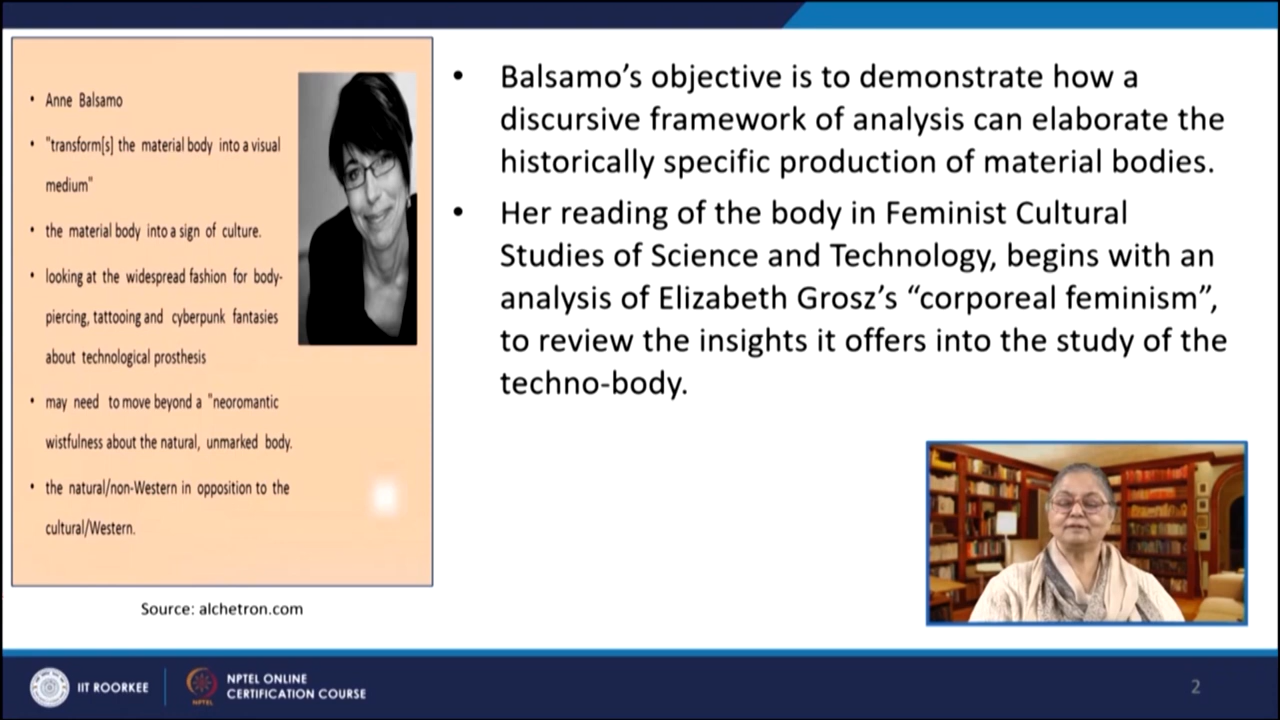 • Anne Balsamo
• "transform[s] the material body into a visual
medium"
• the material body into a sign of culture.
• looking at the widespread fashion for body-
piercing, tattooing and cyberpunk fantasies
about technological prosthesis
• may need to move beyond a "neoromantic
wistfulness about the natural, unmarked body.
• the natural/non-Western in opposition to the
cultural/Western.
Source: alchetron.com
• Balsamo’s objective is to demonstrate how a
discursive framework of analysis can elaborate the
historically specific production of material bodies.
• Her reading of the body in Feminist Cultural
Studies of Science and Technology, begins with an
analysis of Elizabeth Grosz’s “corporeal feminism”,
to review the insights it offers into the study of the
techno-body.
IIT ROORKEE
NPTEL
NPTEL ONLINE
CERTIFICATION COURSE
2